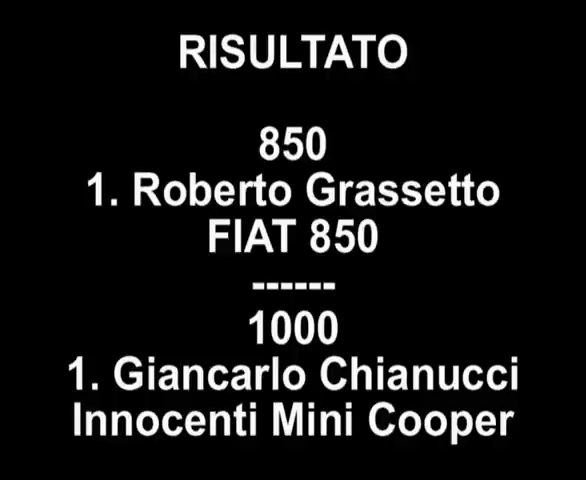 RISULTATO
850
1. Roberto Grassetto
FIAT 850
------
1000
1. Giancarlo Chianucci
Innocenti Mini Cooper